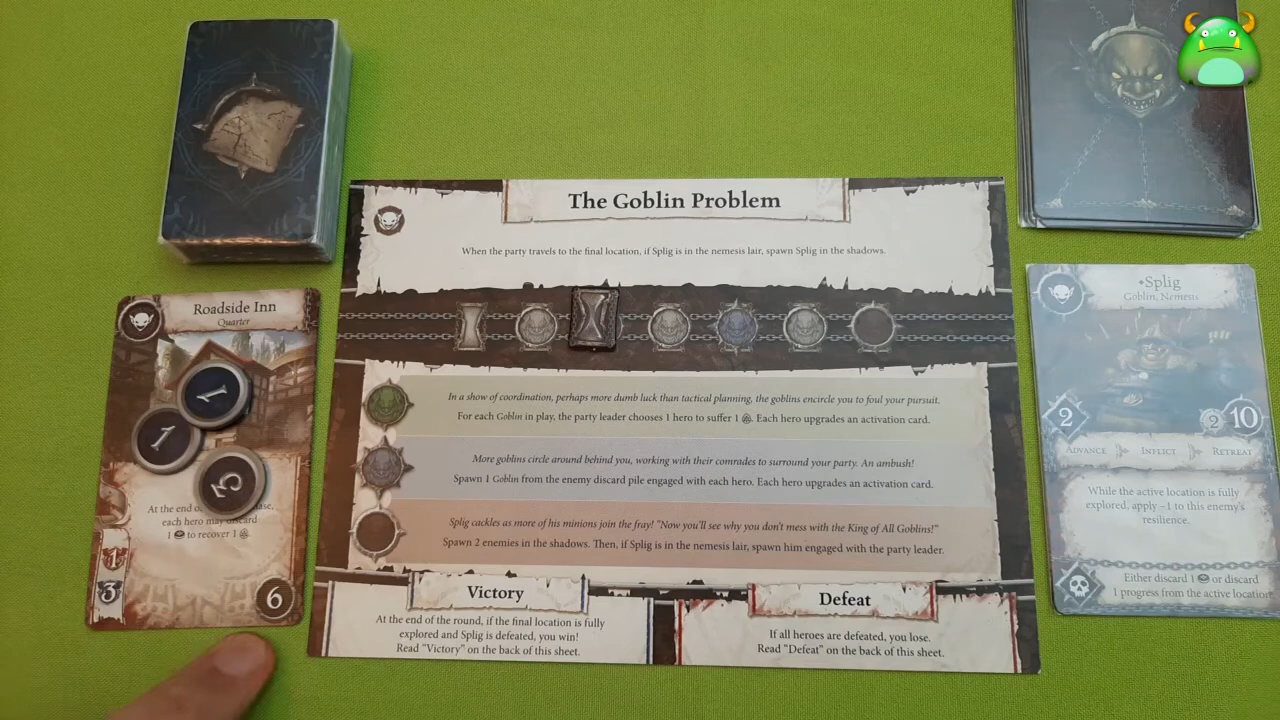 The Goblin Problem
When the party travels to the final location, if Splig is in the nemesis lair, spawn Splig in the shadows.
Roadside Inn
Quarter
1
1
3
At the end
each hero may discard
1 to recover 1
1
3
6
In a show of coordination, perhaps more dumb luck than tactical planning, the goblins encircle you to foul your pursuit.
For each Goblin in play, the party leader chooses 1 hero to suffer 1 . Each hero upgrades an activation card.
More goblins circle around behind you, working with their comrades to surround your party. An ambush!
Spawn 1 Goblin from the enemy discard pile engaged with each hero. Each hero upgrades an activation card.
Splig cackles as more of his minions join the fray! "Now you'll see why you don't mess with the King of All Goblins!"
Spawn 2 enemies in the shadows. Then, if Splig is in the nemesis lair, spawn him engaged with the party leader.
Victory
At the end of the round, if the final location is fully
explored and Splig is defeated, you win!
Read "Victory" on the back of this sheet.
Defeat
If all heroes are defeated, you lose.
Read "Defeat" on the back of this sheet.
Splig
Goblin, Nemesis
2
2 10
Advance Inflict Retreat
While the active location is fully
explored, apply -1 to this enemy's
resilience.
Either discard 1 or discard
1 progress from the active location